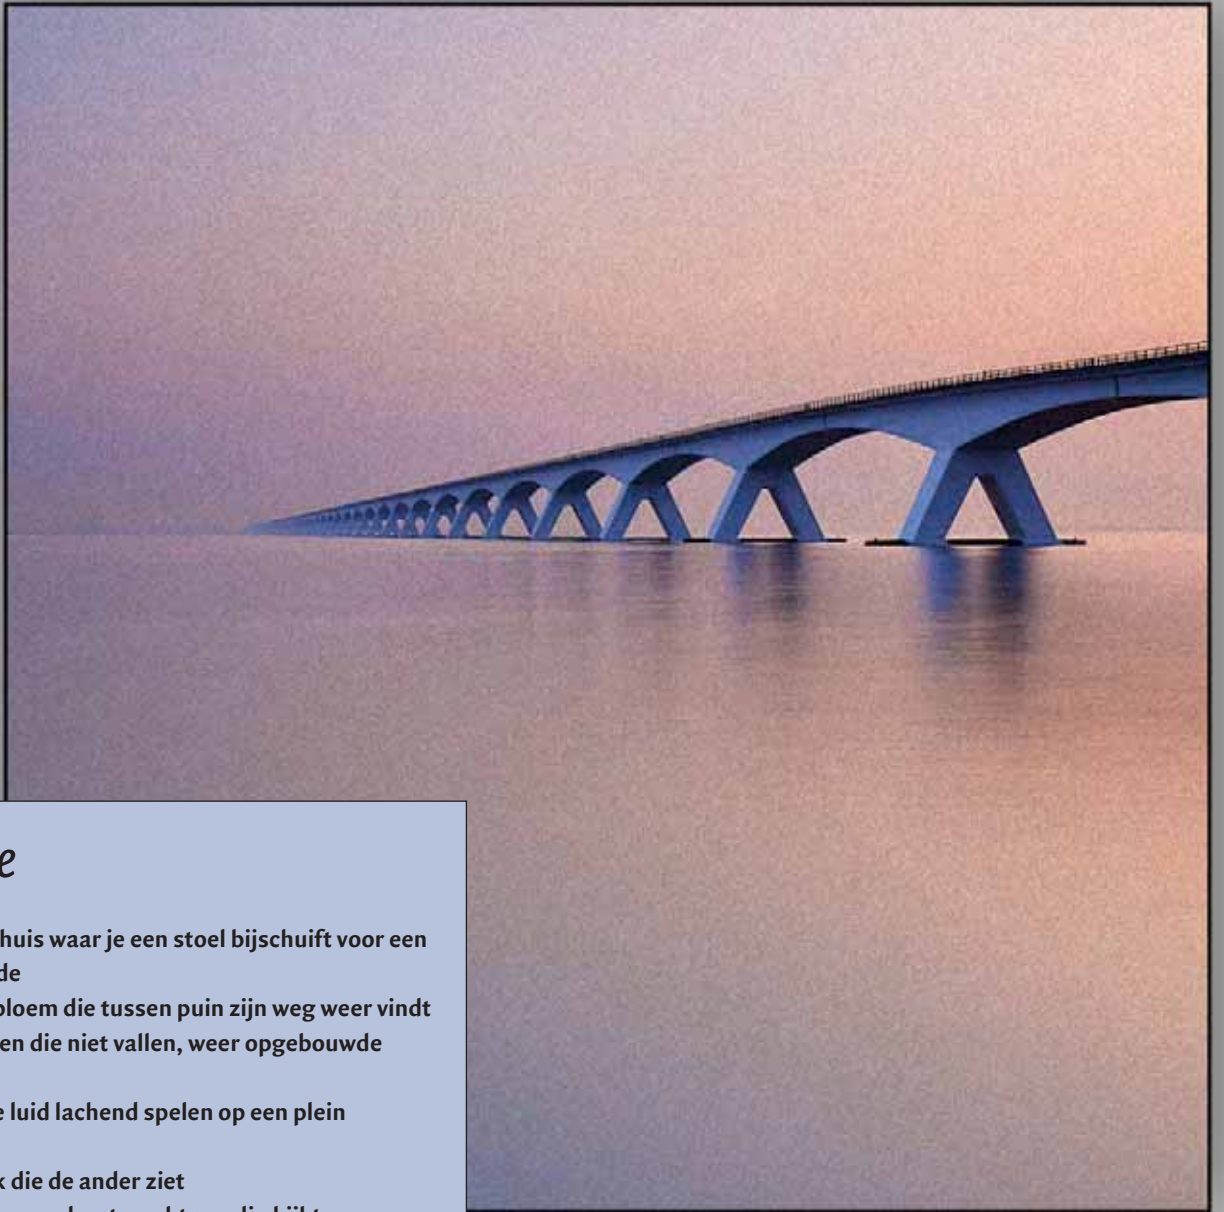 e
huis waar je een stoel bijschuift voor een
de
bloem die tussen puin zijn weg weer vindt
en die niet vallen, weer opgebouwde
e luid lachend spelen op een plein
k die de ander ziet